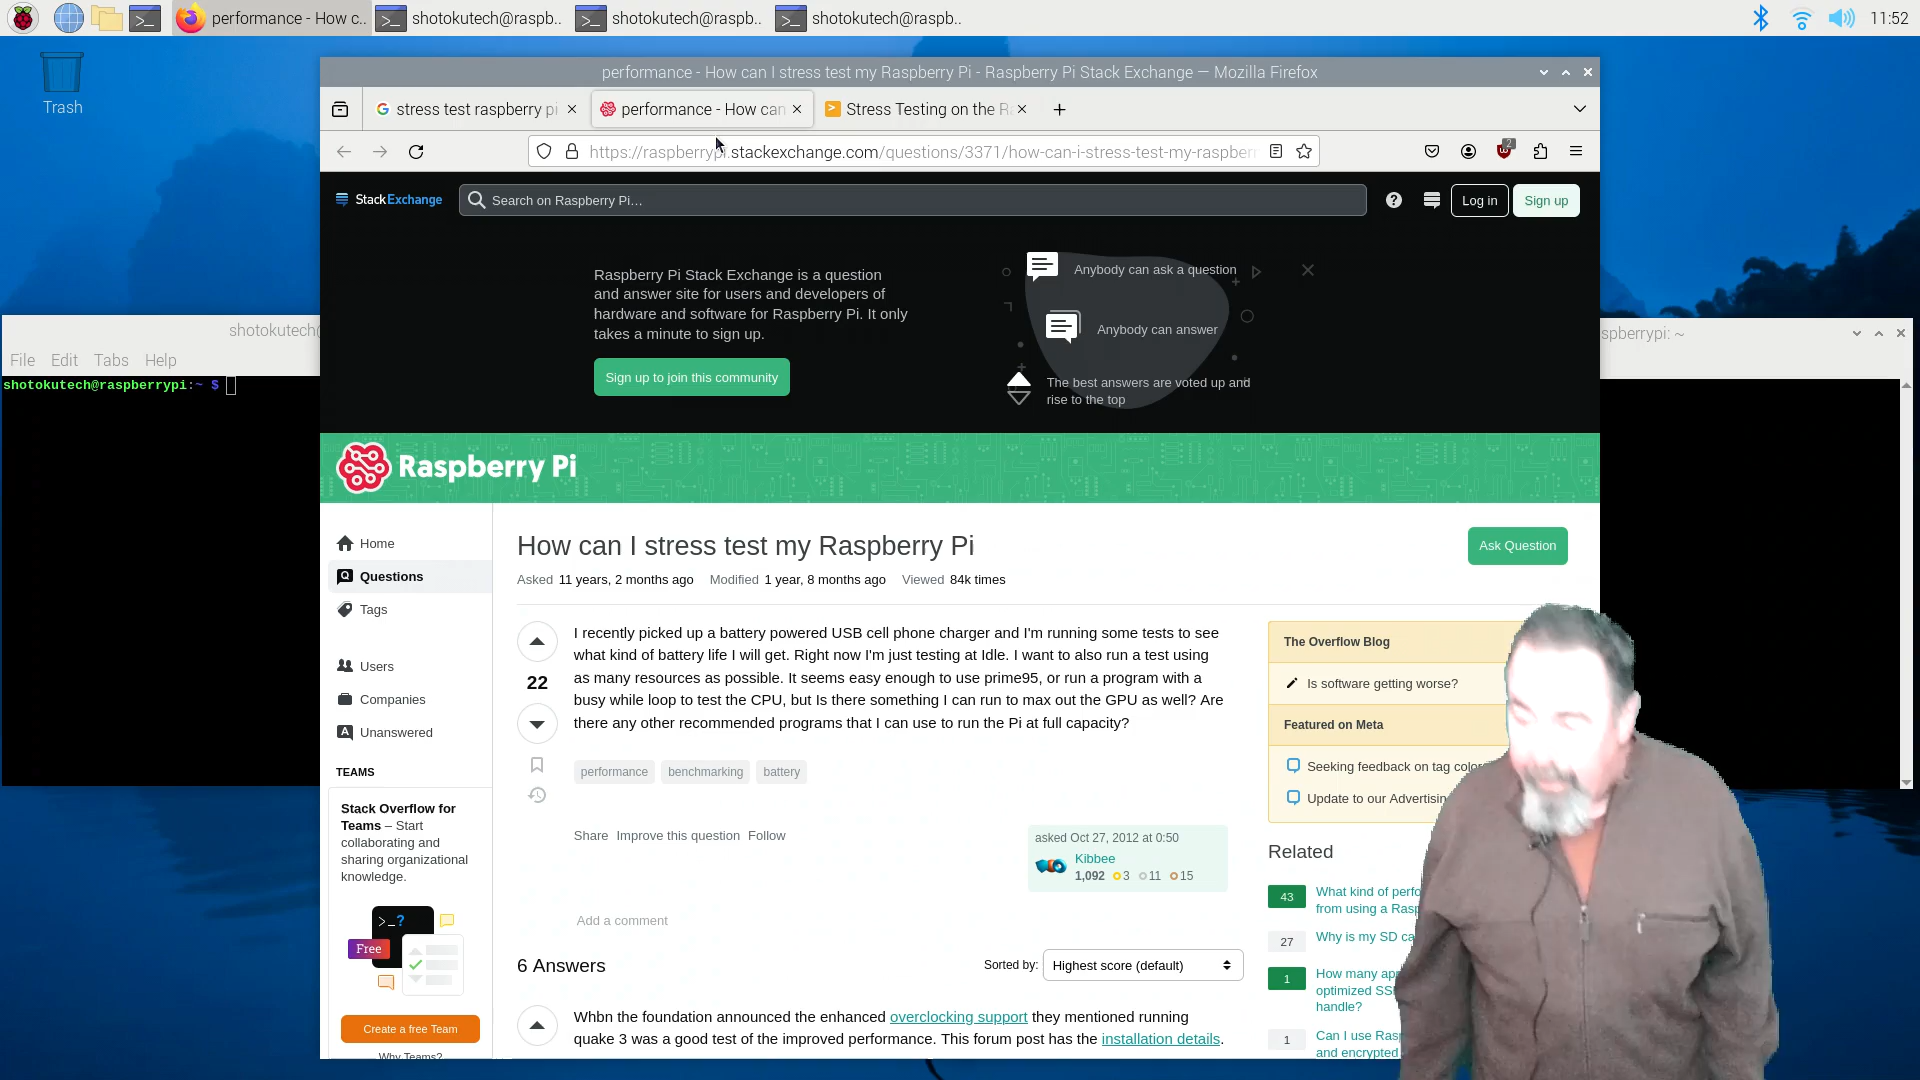 performance - How c..
shotokutech@raspb..
shotokutech@raspb..
shotokutech@raspb..
11:52
Trash
performance - How can I stress test my Raspberry Pi - Raspberry Pi Stack Exchange — Mozilla Firefox
stress test raspberry pi
performance - How can
Stress Testing on the R
https://raspberrypi.stackexchange.com/questions/3371/how-can-i-stress-test-my-raspberr
2
StackExchange
Search on Raspberry Pi…
Log in
Sign up
Raspberry Pi Stack Exchange is a question
and answer site for users and developers of
hardware and software for Raspberry Pi. It only
takes a minute to sign up.
Sign up to join this community
Anybody can ask a question
Anybody can answer
The best answers are voted up and
rise to the top
shotokutech@
spberrypi: ~
File Edit Tabs Help
shotokutech@raspberrypi:~ $
Raspberry Pi
Home
Questions
Tags
Users
Companies
Unanswered
TEAMS
Stack Overflow for
Teams – Start
collaborating and
sharing organizational
knowledge.
>_?
Free
Create a free Team
Why Teams?
How can I stress test my Raspberry Pi
Ask Question
Asked 11 years, 2 months ago Modified 1 year, 8 months ago Viewed 84k times
22
I recently picked up a battery powered USB cell phone charger and I'm running some tests to see
what kind of battery life I will get. Right now I'm just testing at Idle. I want to also run a test using
as many resources as possible. It seems easy enough to use prime95, or run a program with a
busy while loop to test the CPU, but Is there something I can run to max out the GPU as well? Are
there any other recommended programs that I can use to run the Pi at full capacity?
performance benchmarking battery
Share Improve this question Follow
asked Oct 27, 2012 at 0:50
Kibbee
1,092 3 11 15
Add a comment
6 Answers
Sorted by:
Highest score (default)
Whbn the foundation announced the enhanced overclocking support they mentioned running
quake 3 was a good test of the improved performance. This forum post has the installation details.
The Overflow Blog
Is software getting worse?
Featured on Meta
Seeking feedback on tag color
Update to our Advertisin
Related
43
What kind of perfo
from using a Rasp
27
Why is my SD ca
1
How many app
optimized SS
handle?
1
Can I use Rasp
and encrypted